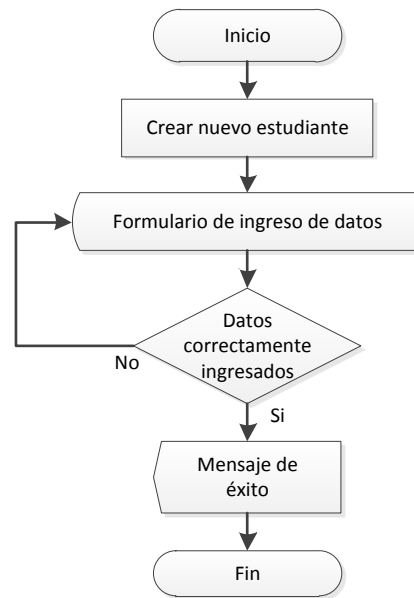 Inicio
Crear nuevo estudiante
Formulario de ingreso de datos
Datos
correctamente
ingresados
No
Si
Mensaje de
éxito
Fin